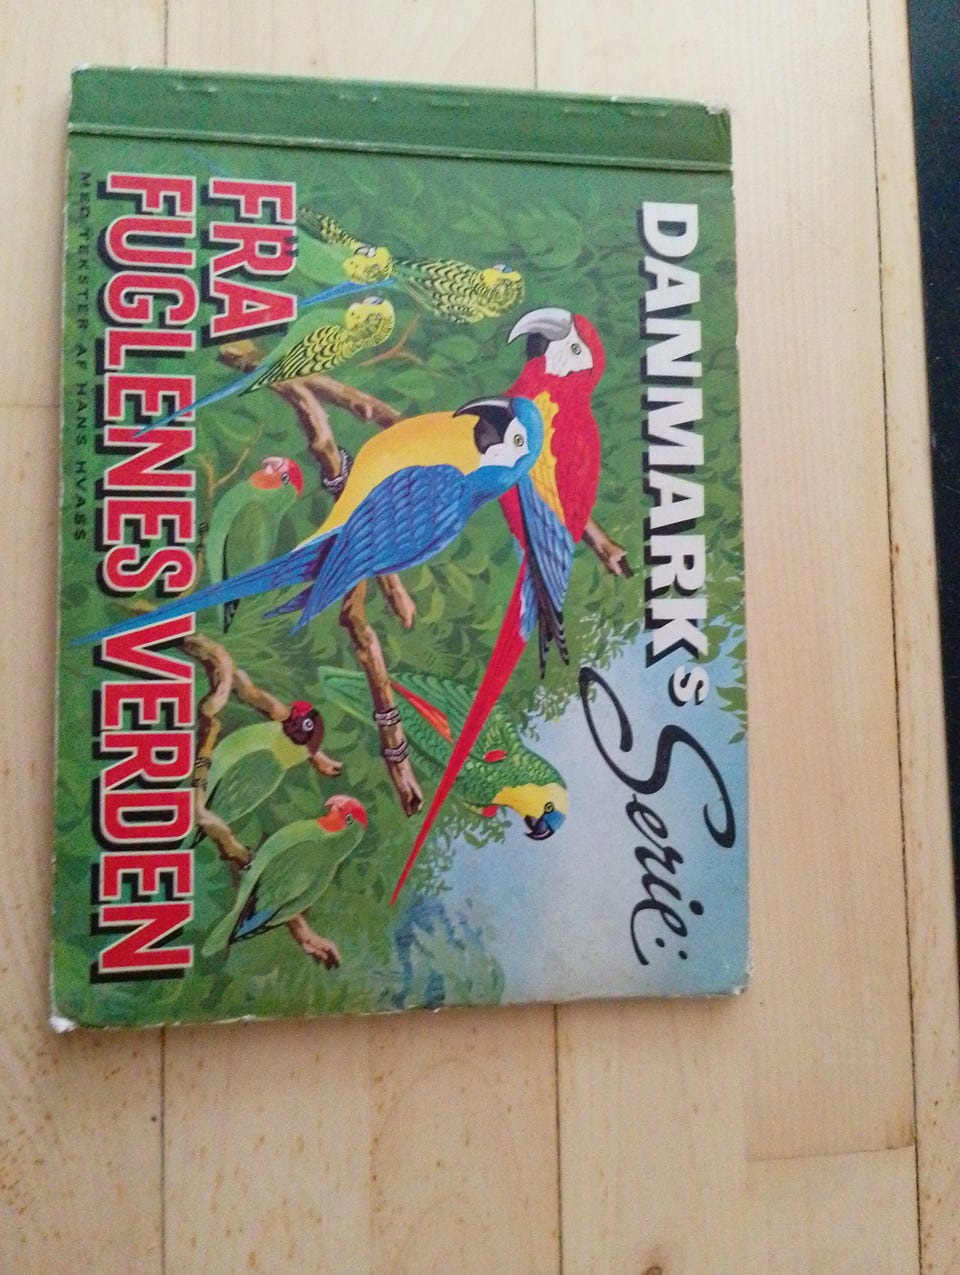 DANMARKs Serie:
FRA
FUGLENES VERDEN
MED TEKSTER AF HANS HVASS